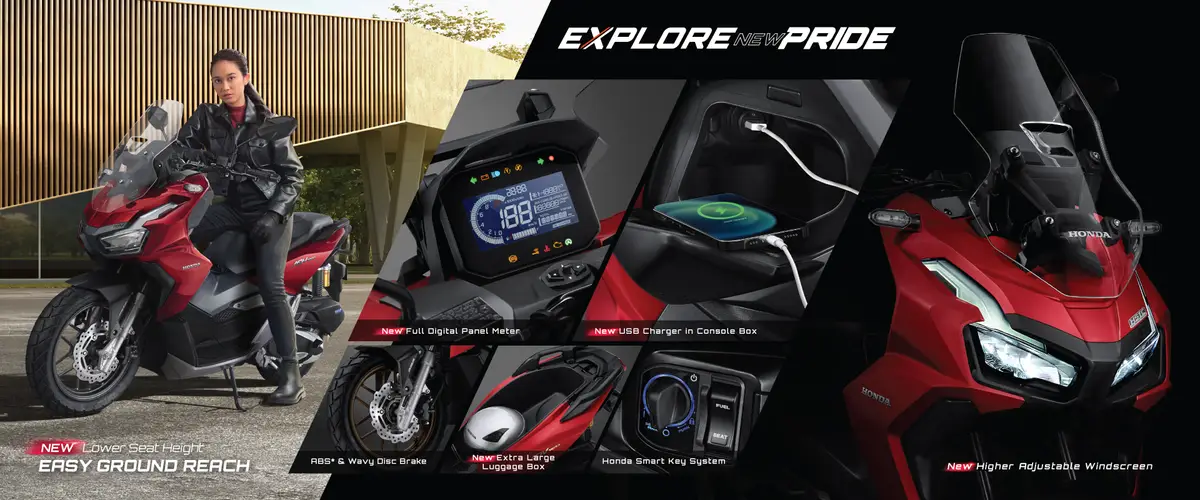 EXPLORE NEW PRIDE
HONDA
HONDA
HONDA
188
New Full Digital Panel Meter
New USB Charger in Console Box
FUEL
SEAT
ABS* & Wavy Disc Brake
New Extra Large
Luggage Box
Honda Smart Key System
NEW Lower Seat Height
EASY GROUND REACH
New Higher Adjustable Windscreen